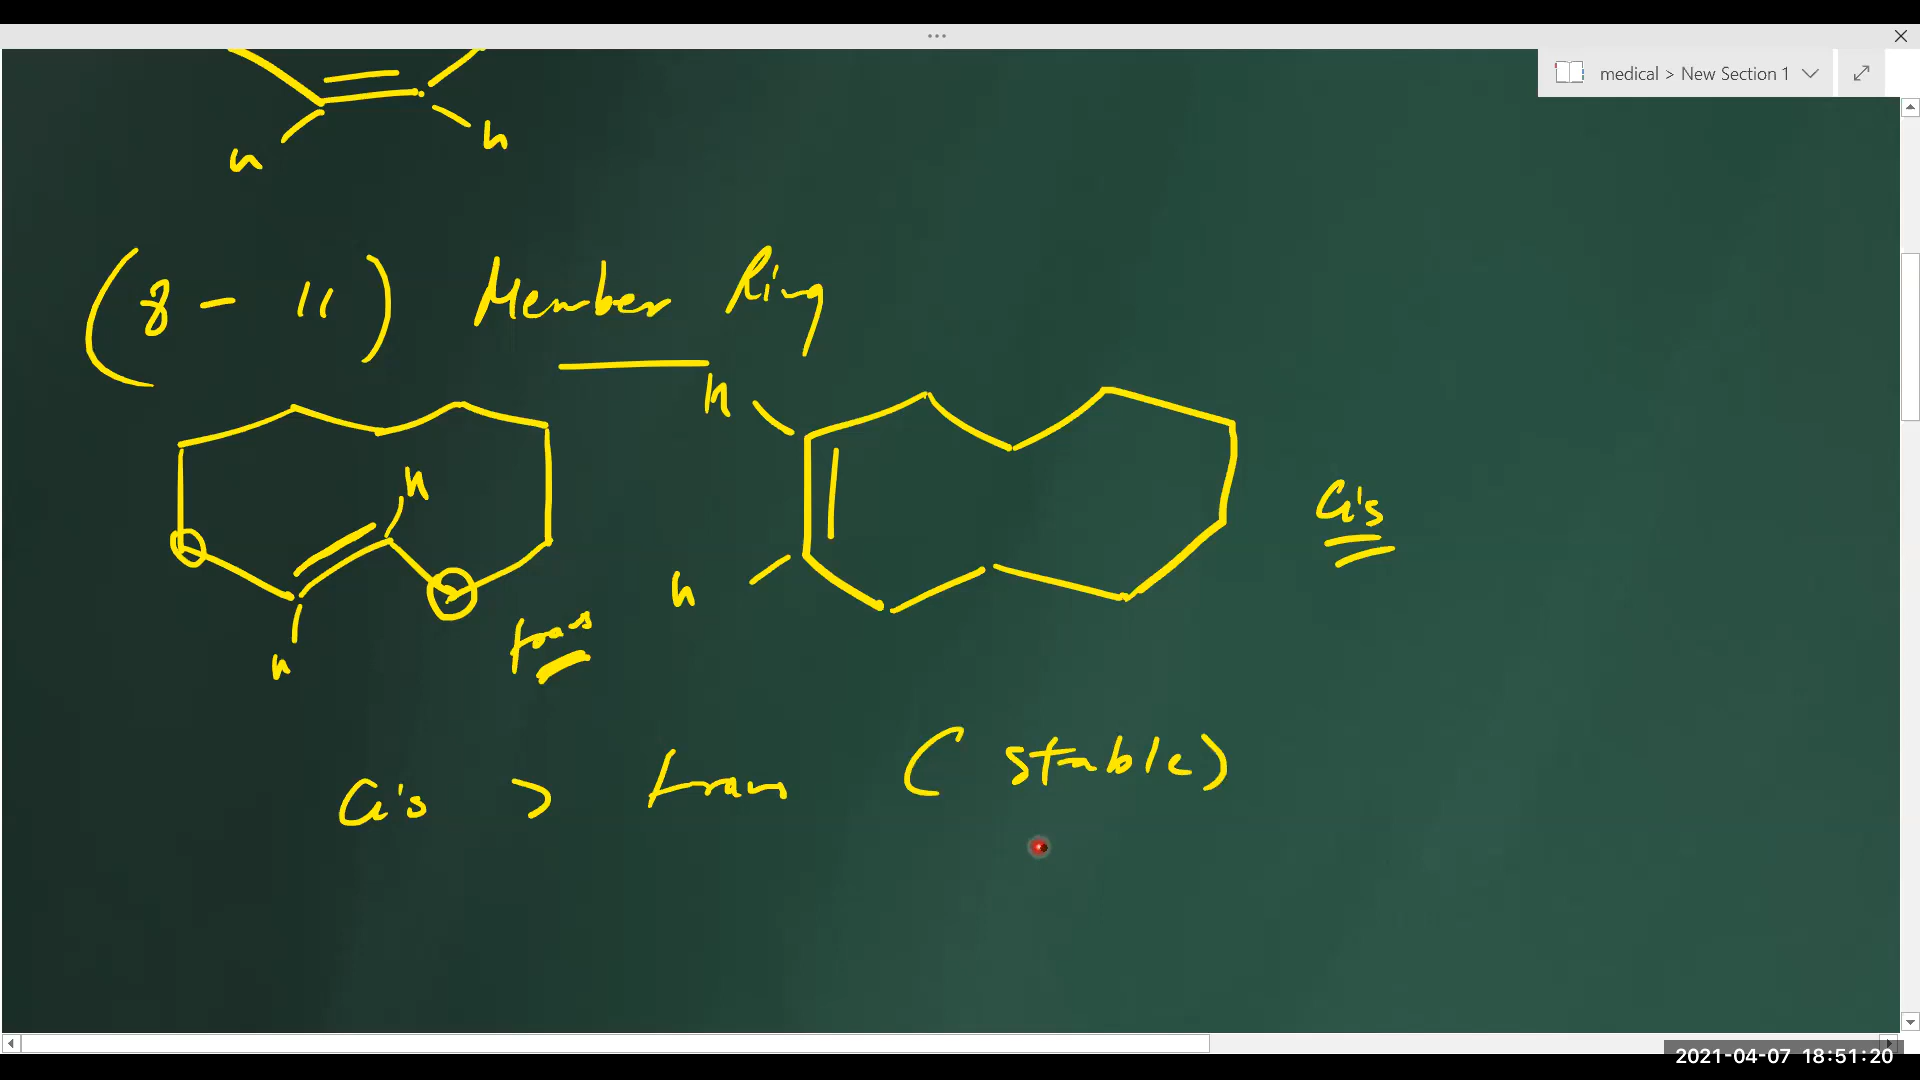 medical > New Section 1
H
H
(8 - 11) Member Ring
H
H
cis
H
trans
H
cis > trans (stable)
2021-04-07 18:51:20